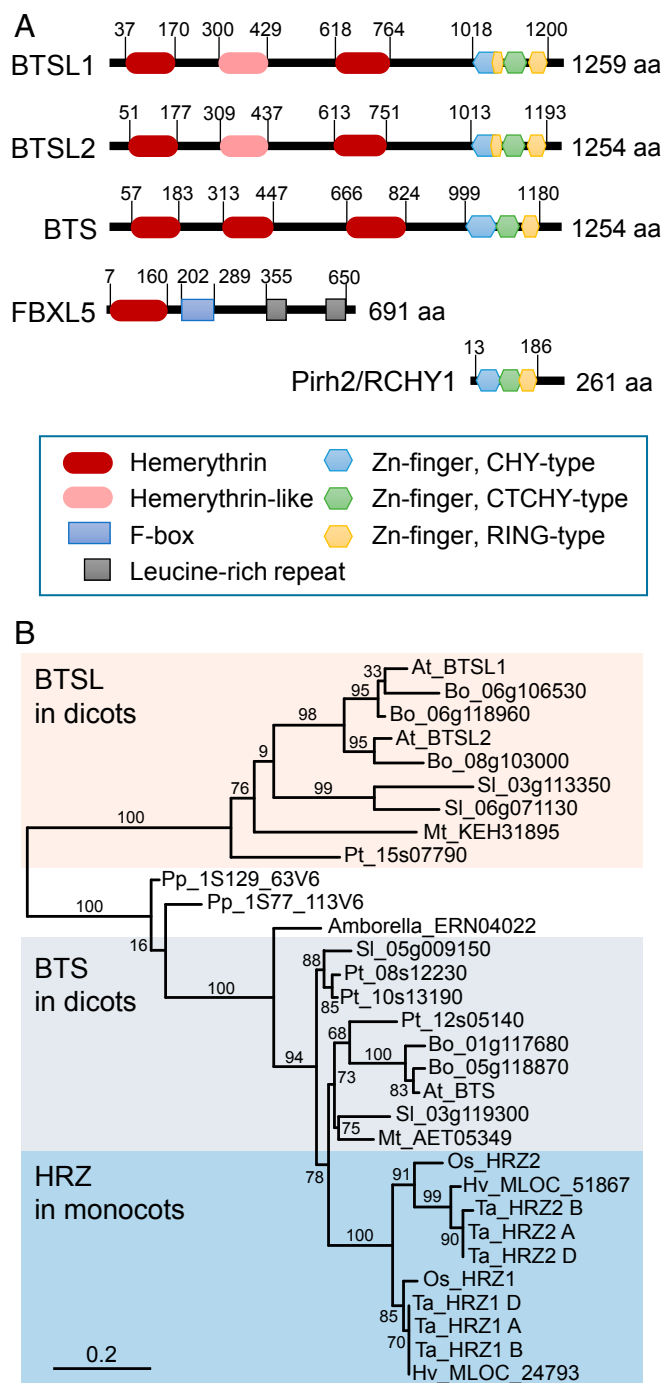 A
37 170 300 429 618 764 1018 1200
BTSL1 1259 aa
51 177 309 437 613 751 1013 1193
BTSL2 1254 aa
57 183 313 447 666 824 999 1180
BTS 1254 aa
7 160 202 289 355 650
FBXL5 691 aa
13 186
Pirh2/RCHY1 261 aa
Hemerythrin Zn-finger, CHY-type
Hemerythrin-like Zn-finger, CTCHY-type
F-box Zn-finger, RING-type
Leucine-rich repeat
B
BTSL
in dicots
33 At_BTSL1
95 Bo_06g106530
98 Bo_06g118960
95 At_BTSL2
9 Bo_08g103000
76 99 Sl_03g113350
Sl_06g071130
100 Mt_KEH31895
Pt_15s07790
Pp_1S129_63V6
100 Pp_1S77_113V6
16 Amborella_ERN04022
BTS
in dicots
100 88 Sl_05g009150
Pt_08s12230
85 Pt_10s13190
68 Pt_12s05140
94 100 Bo_01g117680
73 Bo_05g118870
83 At_BTS
Sl_03g119300
75 Mt_AET05349
HRZ
in monocots
78 91 Os_HRZ2
99 Hv_MLOC_51867
Ta_HRZ2 B
90 Ta_HRZ2 A
100 Ta_HRZ2 D
Os_HRZ1
85 Ta_HRZ1 D
70 Ta_HRZ1 A
Ta_HRZ1 B
0.2 Hv_MLOC_24793